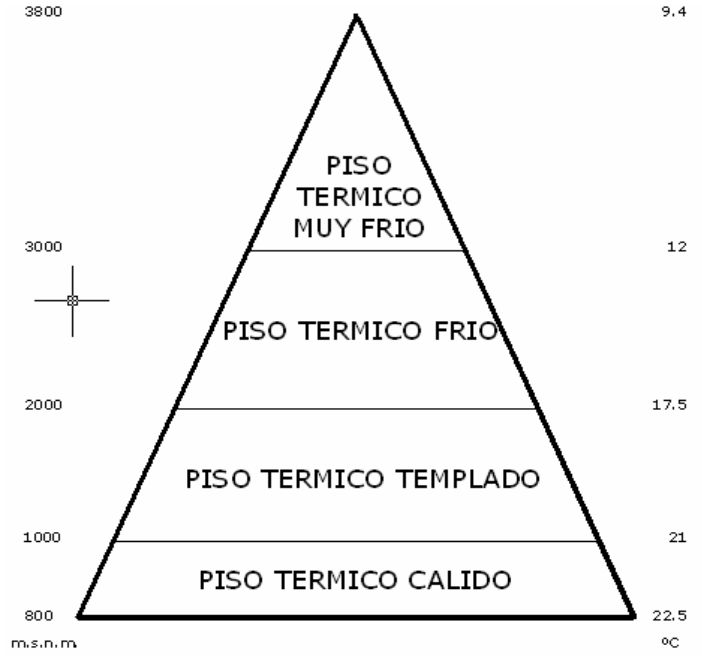 3800 9.4
PISO
TERMICO
MUY FRIO
3000 12
PISO TERMICO FRIO
2000 17.5
PISO TERMICO TEMPLADO
1000 21
PISO TERMICO CALIDO
800 22.5
m.s.n.m. ºC